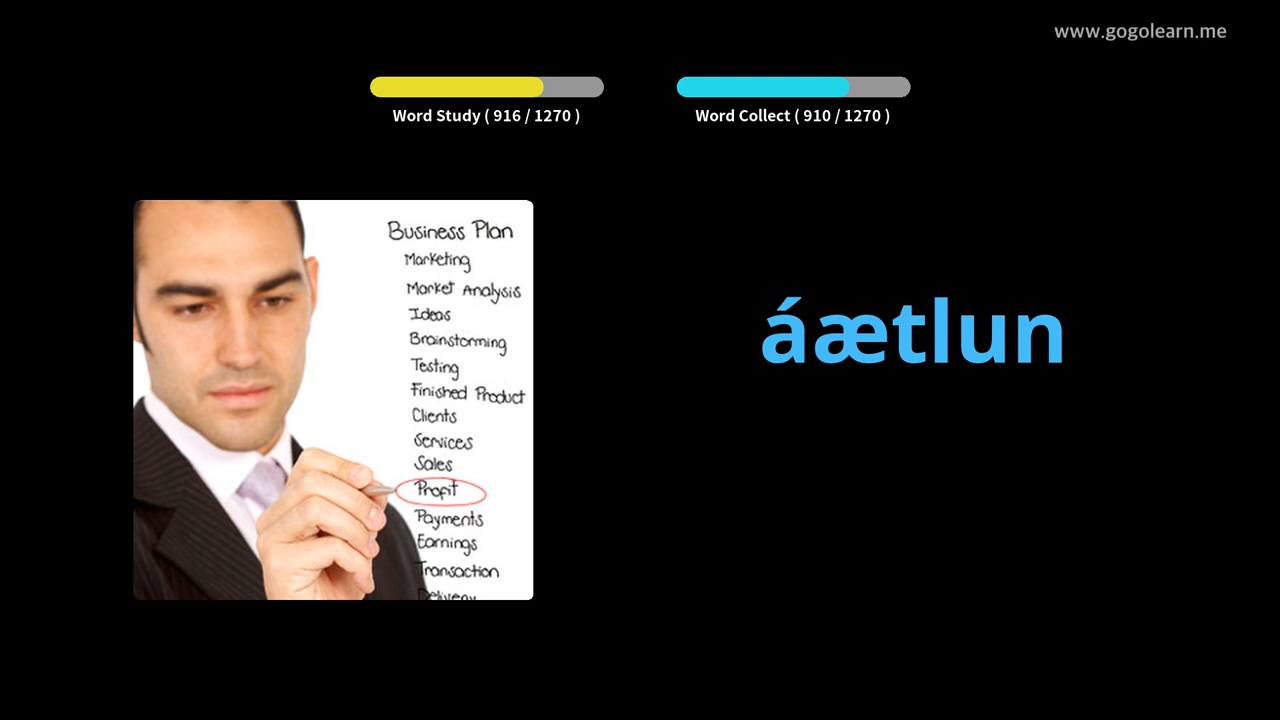 www.gogolearn.me
Word Study ( 916 / 1270 )
Word Collect ( 910 / 1270 )
Business Plan
Marketing
Market Analysis
Ideas
Brainstorming
Testing
Finished Product
Clients
Services
Sales
Profit
Payments
Earnings
Transaction
Delivery
áætlun